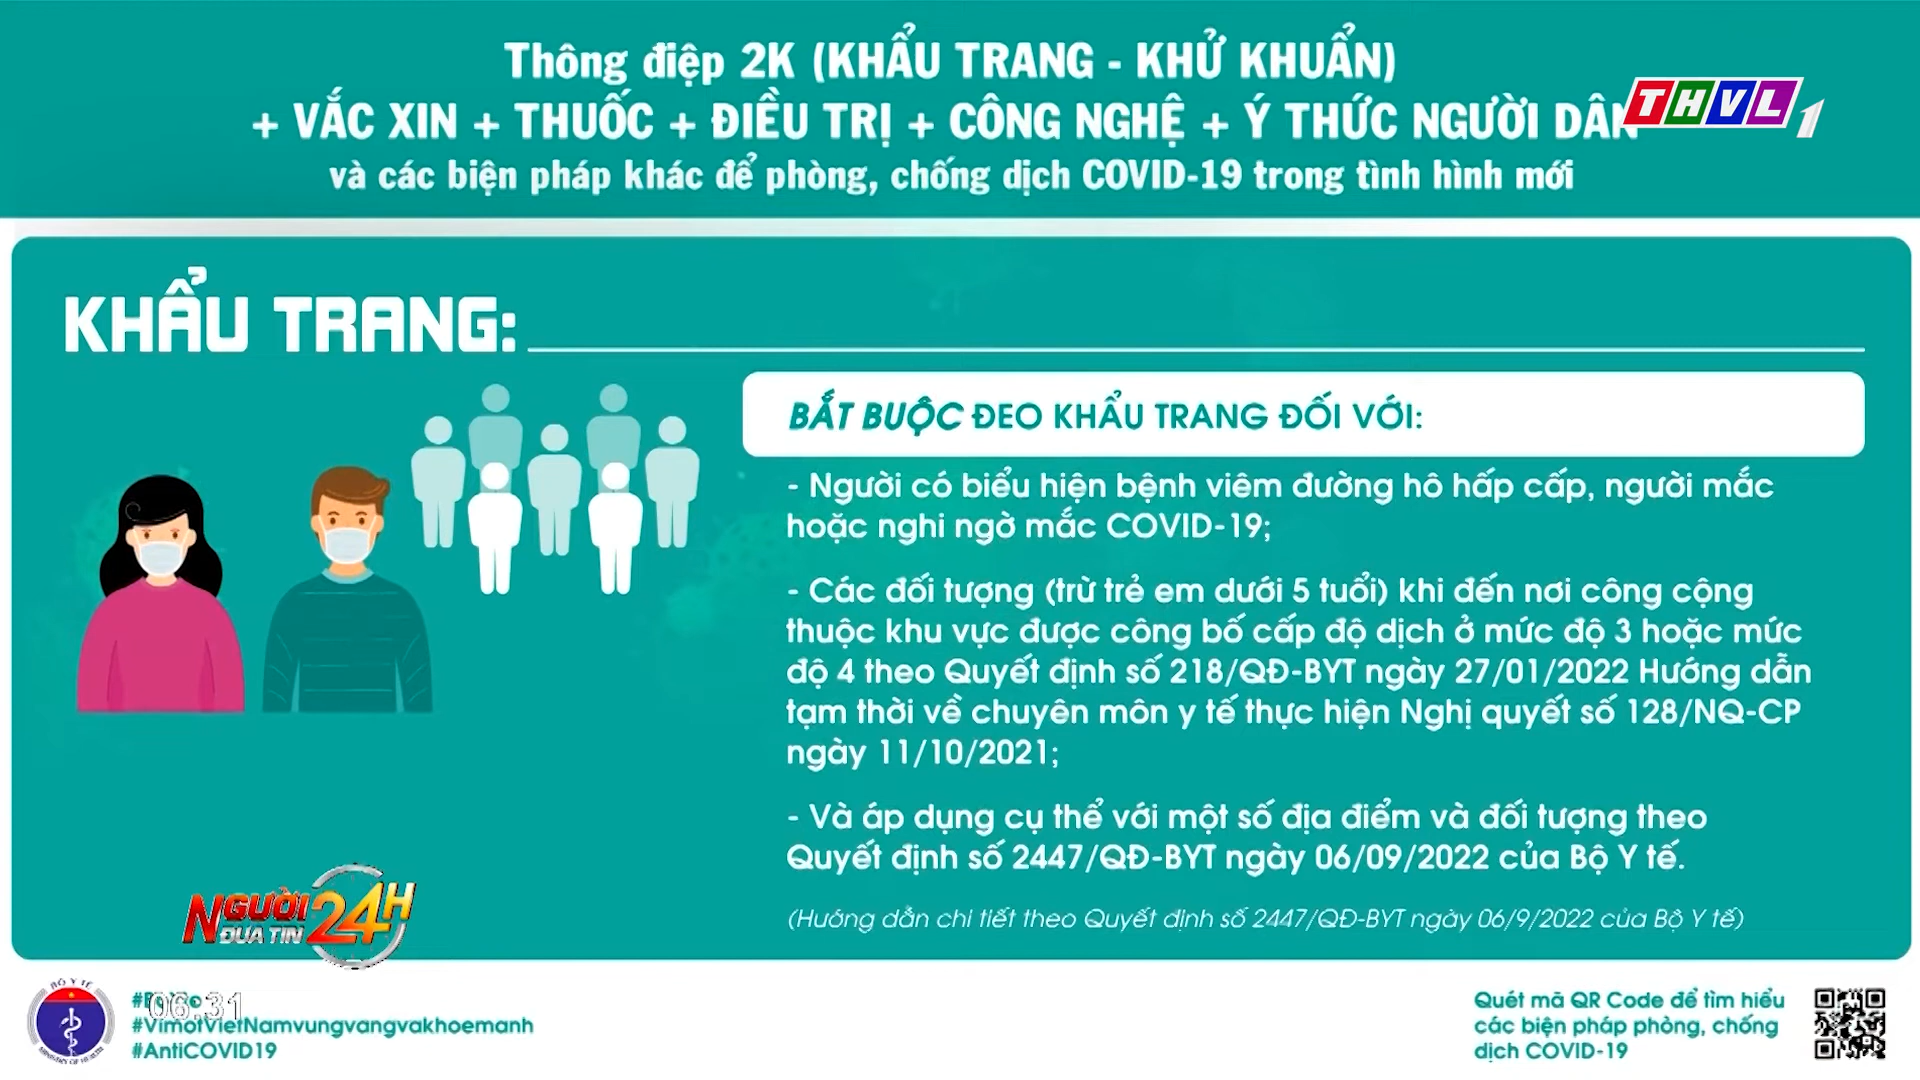 Thông điệp 2K (KHẨU TRANG - KHỬ KHUẨN)
+ VẮC XIN + THUỐC + ĐIỀU TRỊ + CÔNG NGHỆ + Ý THỨC NGƯỜI DÂN
và các biện pháp khác để phòng, chống dịch COVID-19 trong tình hình mới
THVL 1
KHẨU TRANG:
BẮT BUỘC ĐEO KHẨU TRANG ĐỐI VỚI:
- Người có biểu hiện bệnh viêm đường hô hấp cấp, người mắc
hoặc nghi ngờ mắc COVID-19;
- Các đối tượng (trừ trẻ em dưới 5 tuổi) khi đến nơi công cộng
thuộc khu vực được công bố cấp độ dịch ở mức độ 3 hoặc mức
độ 4 theo Quyết định số 218/QĐ-BYT ngày 27/01/2022 Hướng dẫn
tạm thời về chuyên môn y tế thực hiện Nghị quyết số 128/NQ-CP
ngày 11/10/2021;
- Và áp dụng cụ thể với một số địa điểm và đối tượng theo
Quyết định số 2447/QĐ-BYT ngày 06/09/2022 của Bộ Y tế.
(Hướng dẫn chi tiết theo Quyết định số 2447/QĐ-BYT ngày 06/9/2022 của Bộ Y tế)
NGƯỜI
ĐƯA TIN
24H
BỘ Y TẾ
MINISTRY OF HEALTH
06:31
#VimotVietNamvungvangvakhoemanh
#AntiCOVID19
Quét mã QR Code để tìm hiểu
các biện pháp phòng, chống
dịch COVID-19